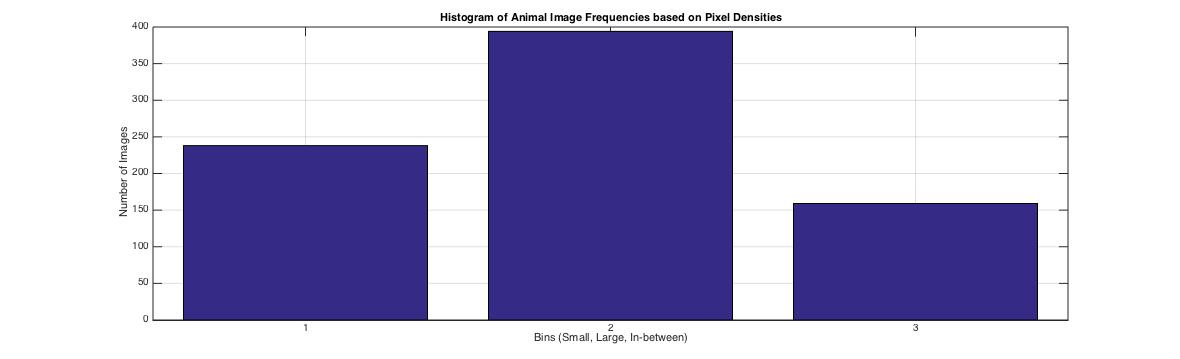 Histogram of Animal Image Frequencies based on Pixel Densities
400
350
300
250
200
150
100
50
0
Number of Images
1 2 3
Bins (Small, Large, In-between)